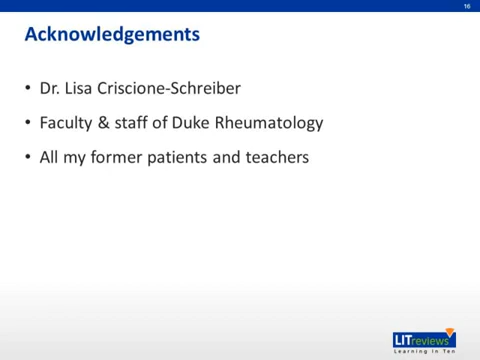 16
Acknowledgements
• Dr. Lisa Criscione-Schreiber
• Faculty & staff of Duke Rheumatology
• All my former patients and teachers
LITreviews
Learning in Ten